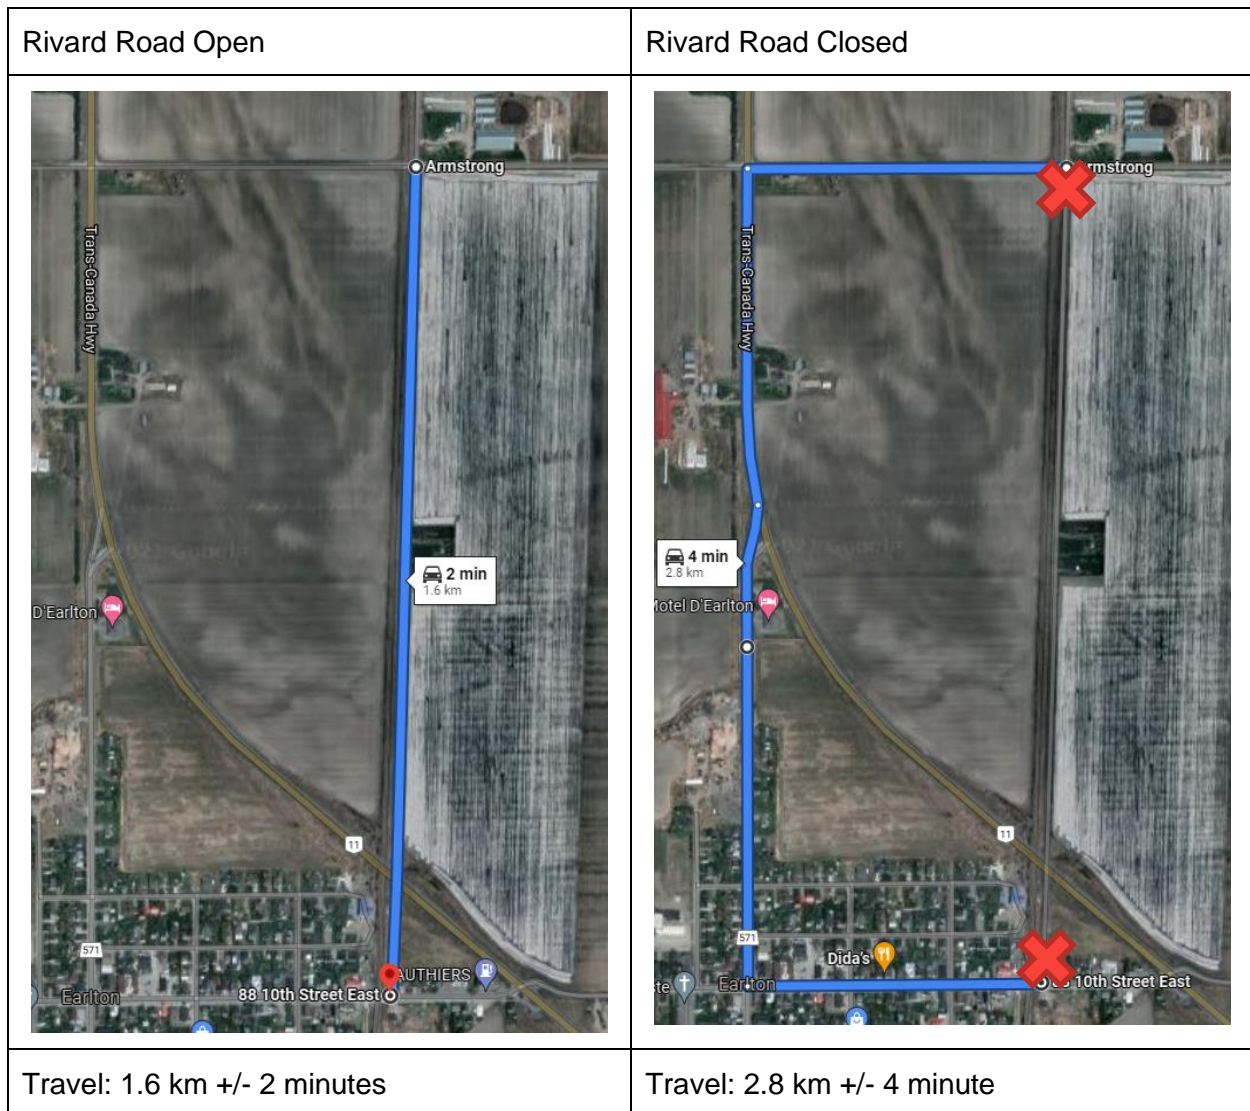 Rivard Road Open
Rivard Road Closed
Armstrong
Trans-Canada Hwy
2 min
1.6 km
D'Earlton
11
571
AUTHIERS
88 10th Street East
Earlton
rmstrong
Trans-Canada Hwy
4 min
2.8 km
Motel D'Earlton
11
571
Dida's
ste
Earlton
10th Street East
Travel: 1.6 km +/- 2 minutes
Travel: 2.8 km +/- 4 minute